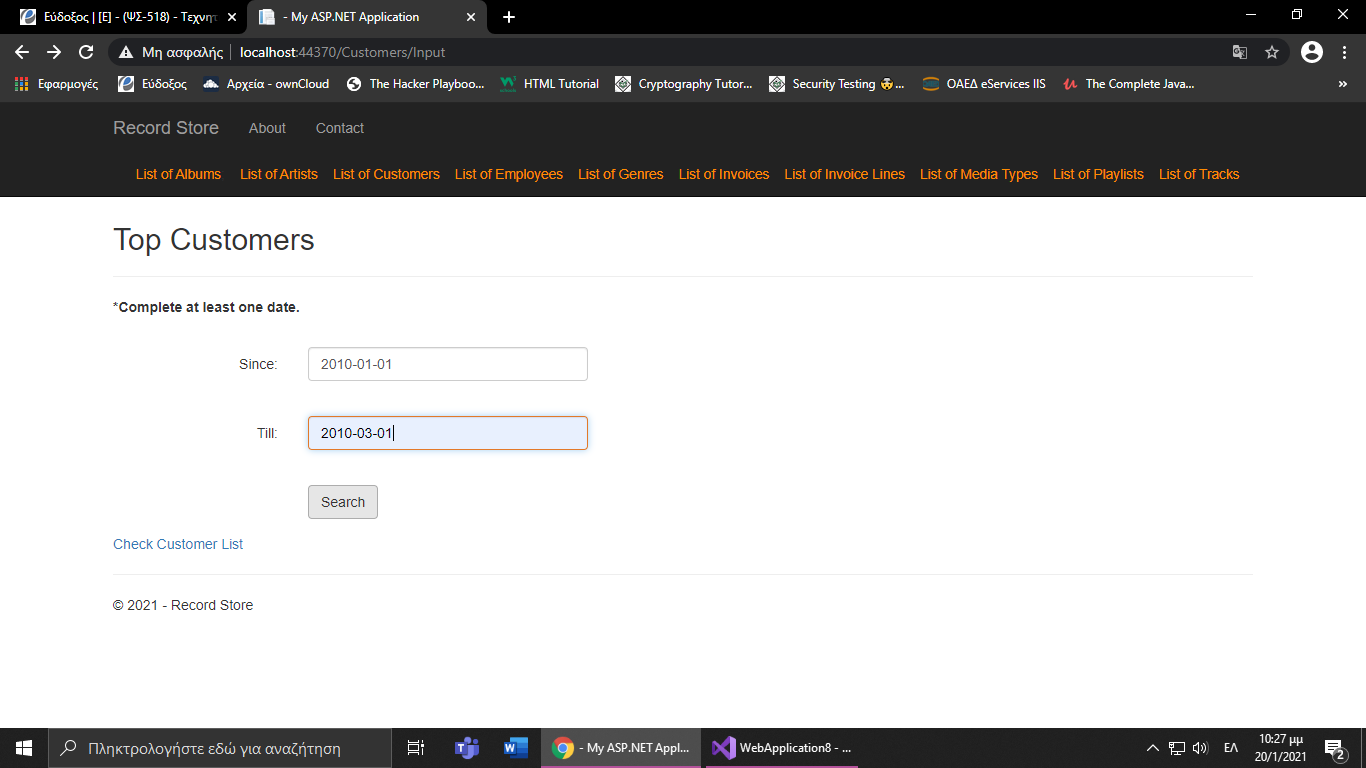 Εύδοξος | [Ε] - (ΨΣ-518) - Τεχνητ
- My ASP.NET Application
Μη ασφαλής localhost:44370/Customers/Input
Εφαρμογές Εύδοξος Αρχεία - ownCloud The Hacker Playboo... HTML Tutorial Cryptography Tutor... Security Testing 👨‍🚀... ΟΑΕΔ eServices IIS The Complete Java... »
Record Store About Contact
List of Albums List of Artists List of Customers List of Employees List of Genres List of Invoices List of Invoice Lines List of Media Types List of Playlists List of Tracks
Top Customers
*Complete at least one date.
Since: 2010-01-01
Till: 2010-03-01
Search
Check Customer List
© 2021 - Record Store
Πληκτρολογήστε εδώ για αναζήτηση
- My ASP.NET Appl...
WebApplication8 - ...
ΕΛ
10:27 μμ
20/1/2021
2